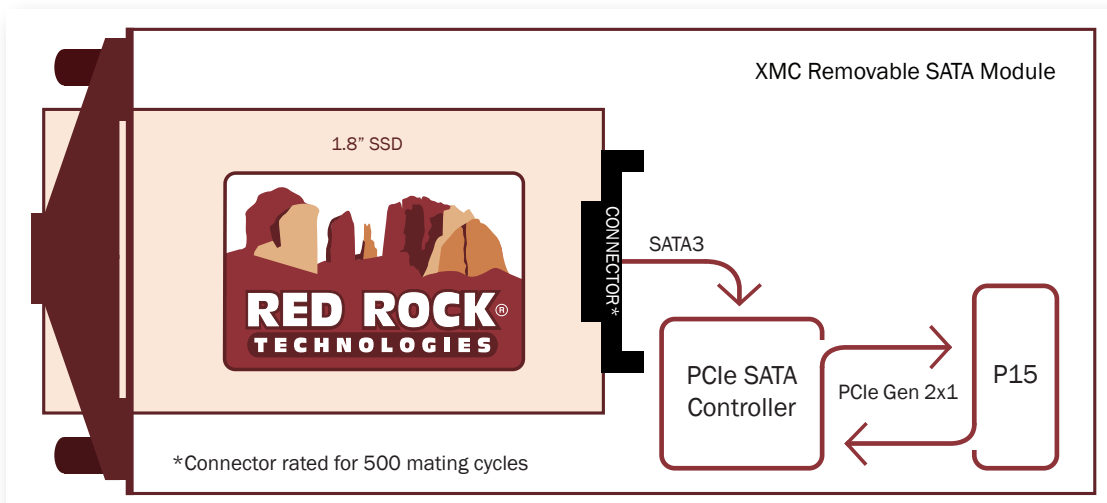 XMC Removable SATA Module
1.8” SSD
RED ROCK®
TECHNOLOGIES
CONNECTOR*
SATA3
PCIe SATA
Controller
PCIe Gen 2x1
P15
*Connector rated for 500 mating cycles